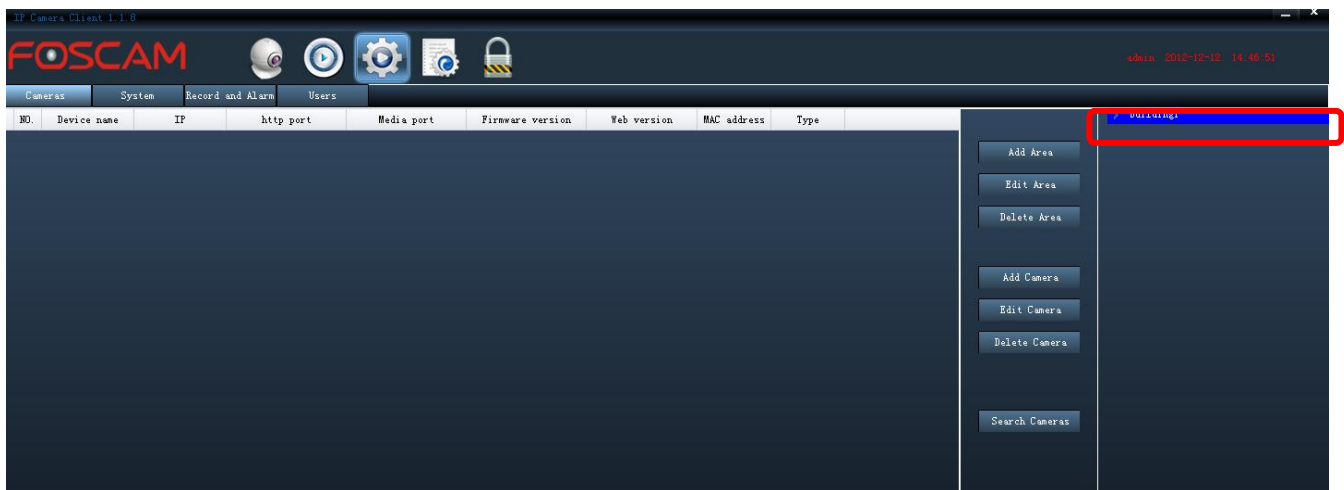 IP Camera Client 1.1.8
FOSCAM
admin 2012-12-12 14:46:51
Cameras System Record and Alarm Users
NO. Device name IP http port Media port Firmware version Web version MAC address Type
Building1
Add Area
Edit Area
Delete Area
Add Camera
Edit Camera
Delete Camera
Search Cameras